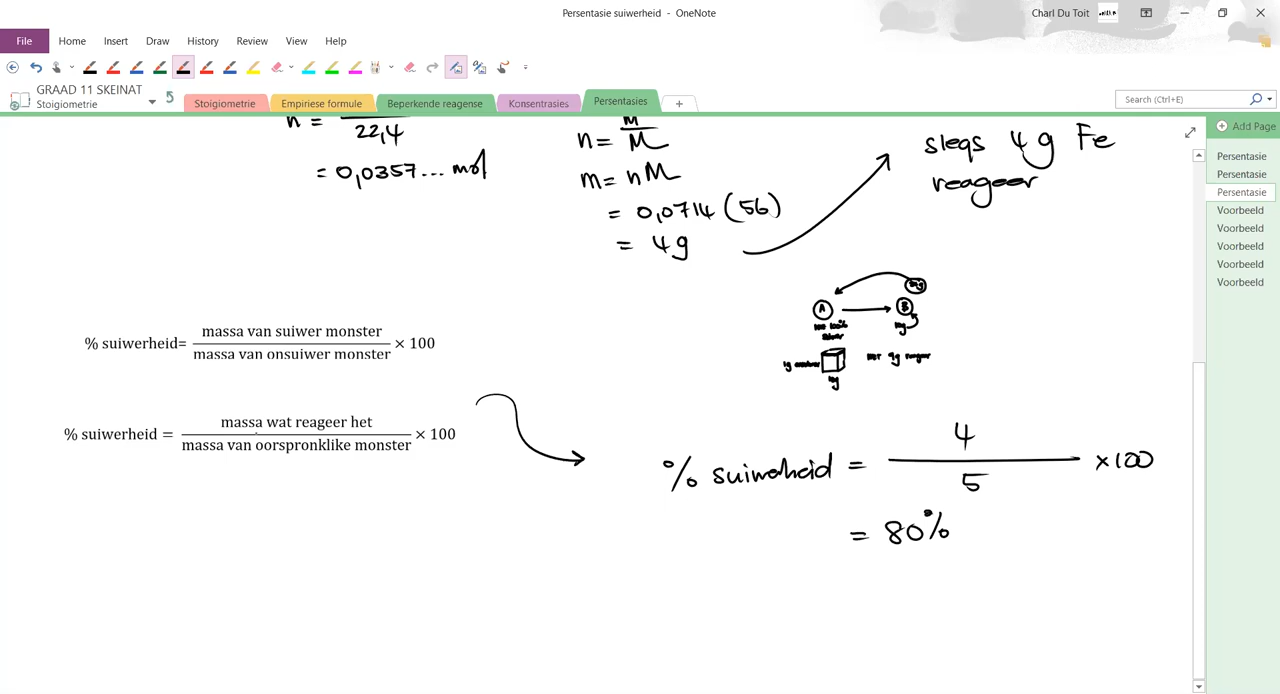 Persentasie suiwerheid - OneNote
Charl Du Toit
File Home Insert Draw History Review View Help
GRAAD 11 SKEINAT
Stoigiometrie
Stoigiometrie Empiriese formule Beperkende reagense Konsentrasies Persentasies +
Search (Ctrl+E)
Add Page
Persentasie
Persentasie
Persentasie
Voorbeeld
Voorbeeld
Voorbeeld
Voorbeeld
Voorbeeld
n =
22,4
= 0,0357... mol
n = m/M
m = nM
= 0,0714 (56)
= 4g
slegs 4g Fe
reageer
A
B
% suiwerheid= massa van suiwer monster / massa van onsuiwer monster × 100
% suiwerheid = massa wat reageer het / massa van oorspronklike monster × 100
% suiwerheid = 4/5 × 100
= 80%